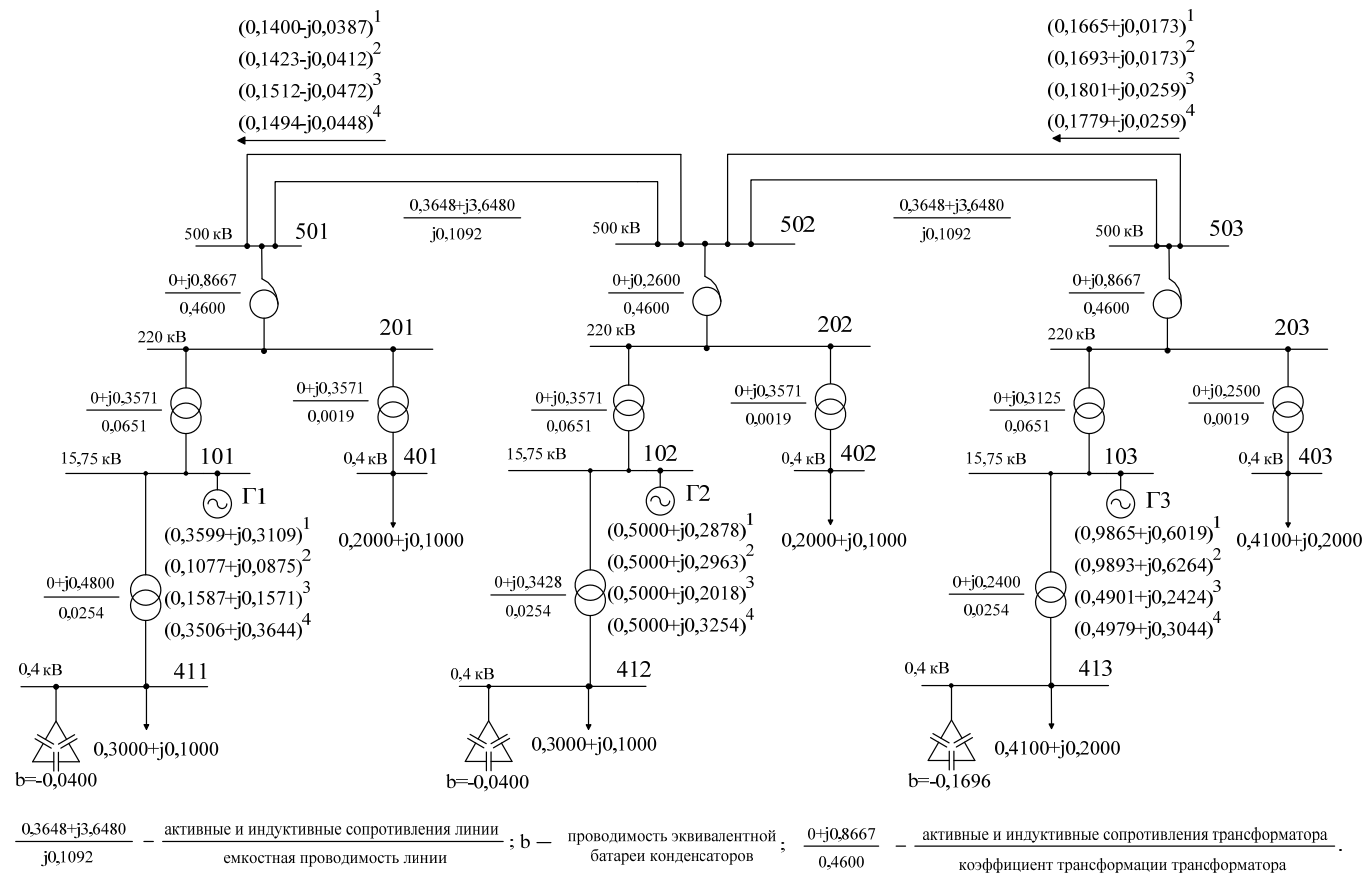 (0,1400-j0,0387)¹
(0,1423-j0,0412)²
(0,1512-j0,0472)³
(0,1494-j0,0448)⁴
(0,1665+j0,0173)¹
(0,1693+j0,0173)²
(0,1801+j0,0259)³
(0,1779+j0,0259)⁴
0,3648+j3,6480
j0,1092
0,3648+j3,6480
j0,1092
500 кВ 501
500 кВ 502
500 кВ 503
0+j0,8667
0,4600
0+j0,2600
0,4600
0+j0,8667
0,4600
220 кВ 201
220 кВ 202
220 кВ 203
0+j0,3571
0,0651
0+j0,3571
0,0019
0+j0,3571
0,0651
0+j0,3571
0,0019
0+j0,3125
0,0651
0+j0,2500
0,0019
15,75 кВ 101
0,4 кВ 401
15,75 кВ 102
0,4 кВ 402
15,75 кВ 103
0,4 кВ 403
Г1
Г2
Г3
(0,3599+j0,3109)¹
(0,1077+j0,0875)²
(0,1587+j0,1571)³
(0,3506+j0,3644)⁴
0,2000+j0,1000
(0,5000+j0,2878)¹
(0,5000+j0,2963)²
(0,5000+j0,2018)³
(0,5000+j0,3254)⁴
0,2000+j0,1000
(0,9865+j0,6019)¹
(0,9893+j0,6264)²
(0,4901+j0,2424)³
(0,4979+j0,3044)⁴
0,4100+j0,2000
0+j0,4800
0,0254
0+j0,3428
0,0254
0+j0,2400
0,0254
0,4 кВ 411
0,4 кВ 412
0,4 кВ 413
0,3000+j0,1000
b=-0,0400
0,3000+j0,1000
b=-0,0400
0,4100+j0,2000
b=-0,1696
0,3648+j3,6480
j0,1092
– активные и индуктивные сопротивления линии
емкостная проводимость линии
; b – проводимость эквивалентной
батареи конденсаторов ;
0+j0,8667
0,4600
– активные и индуктивные сопротивления трансформатора
коэффициент трансформации трансформатора .